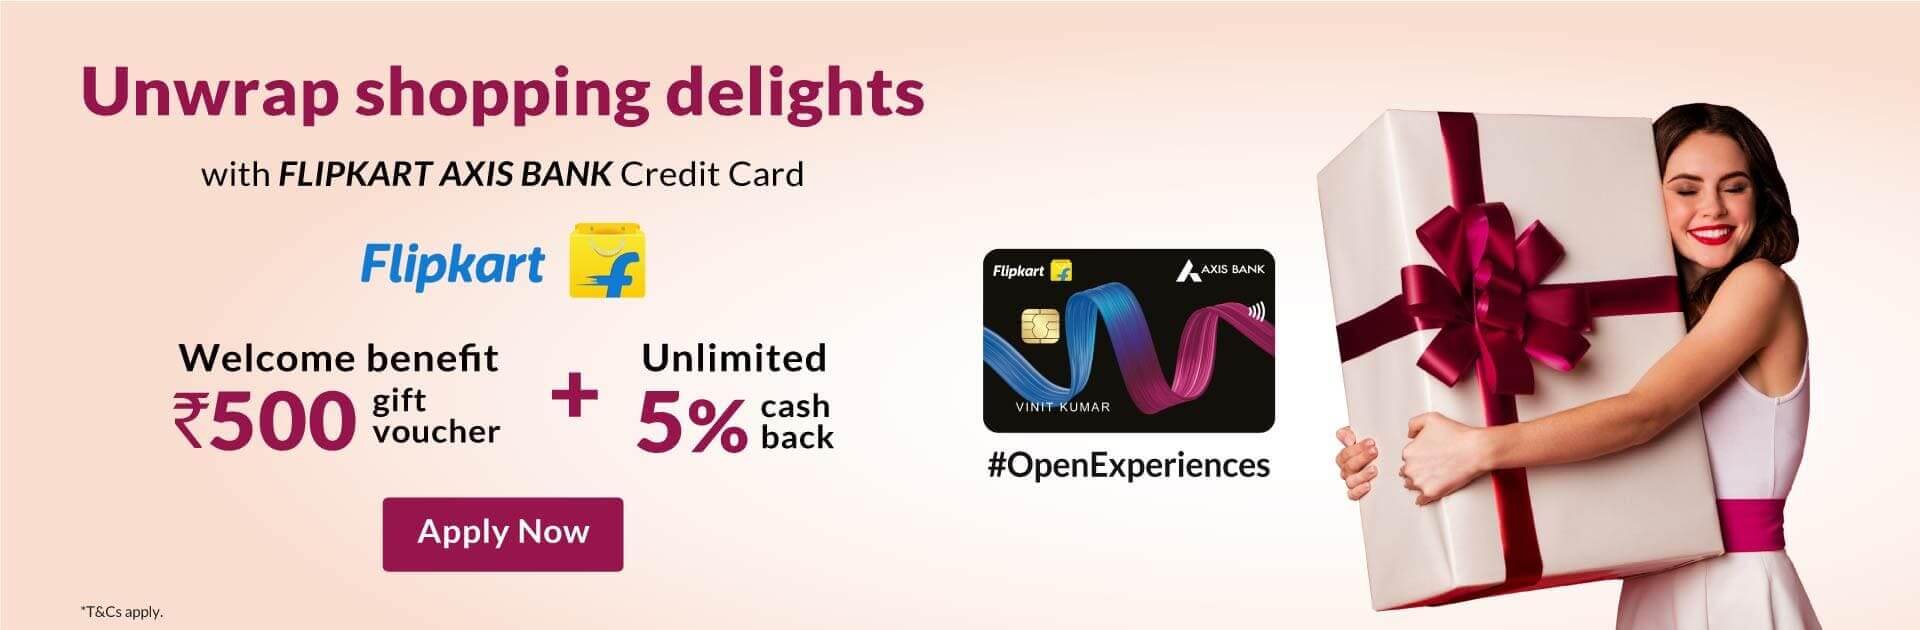 Unwrap shopping delights
with FLIPKART AXIS BANK Credit Card
Flipkart
f
Welcome benefit
₹500 gift voucher
+
Unlimited
5% cash back
Apply Now
*T&Cs apply.
Flipkart f
AXIS BANK
VINIT KUMAR
#OpenExperiences